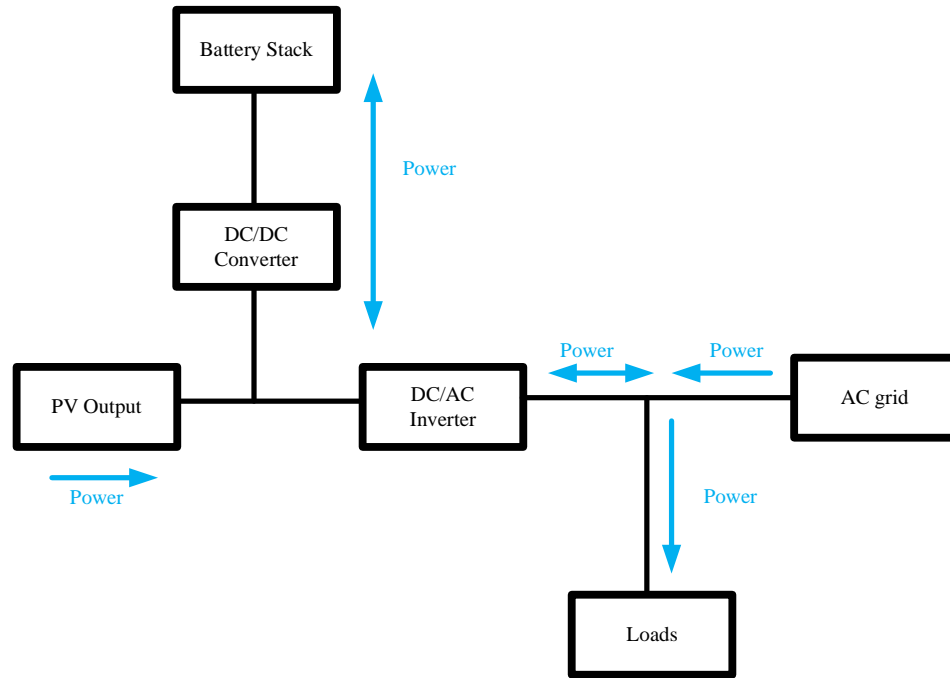 Battery Stack
Power
DC/DC
Converter
Power
Power
PV Output
DC/AC
Inverter
AC grid
Power
Power
Loads